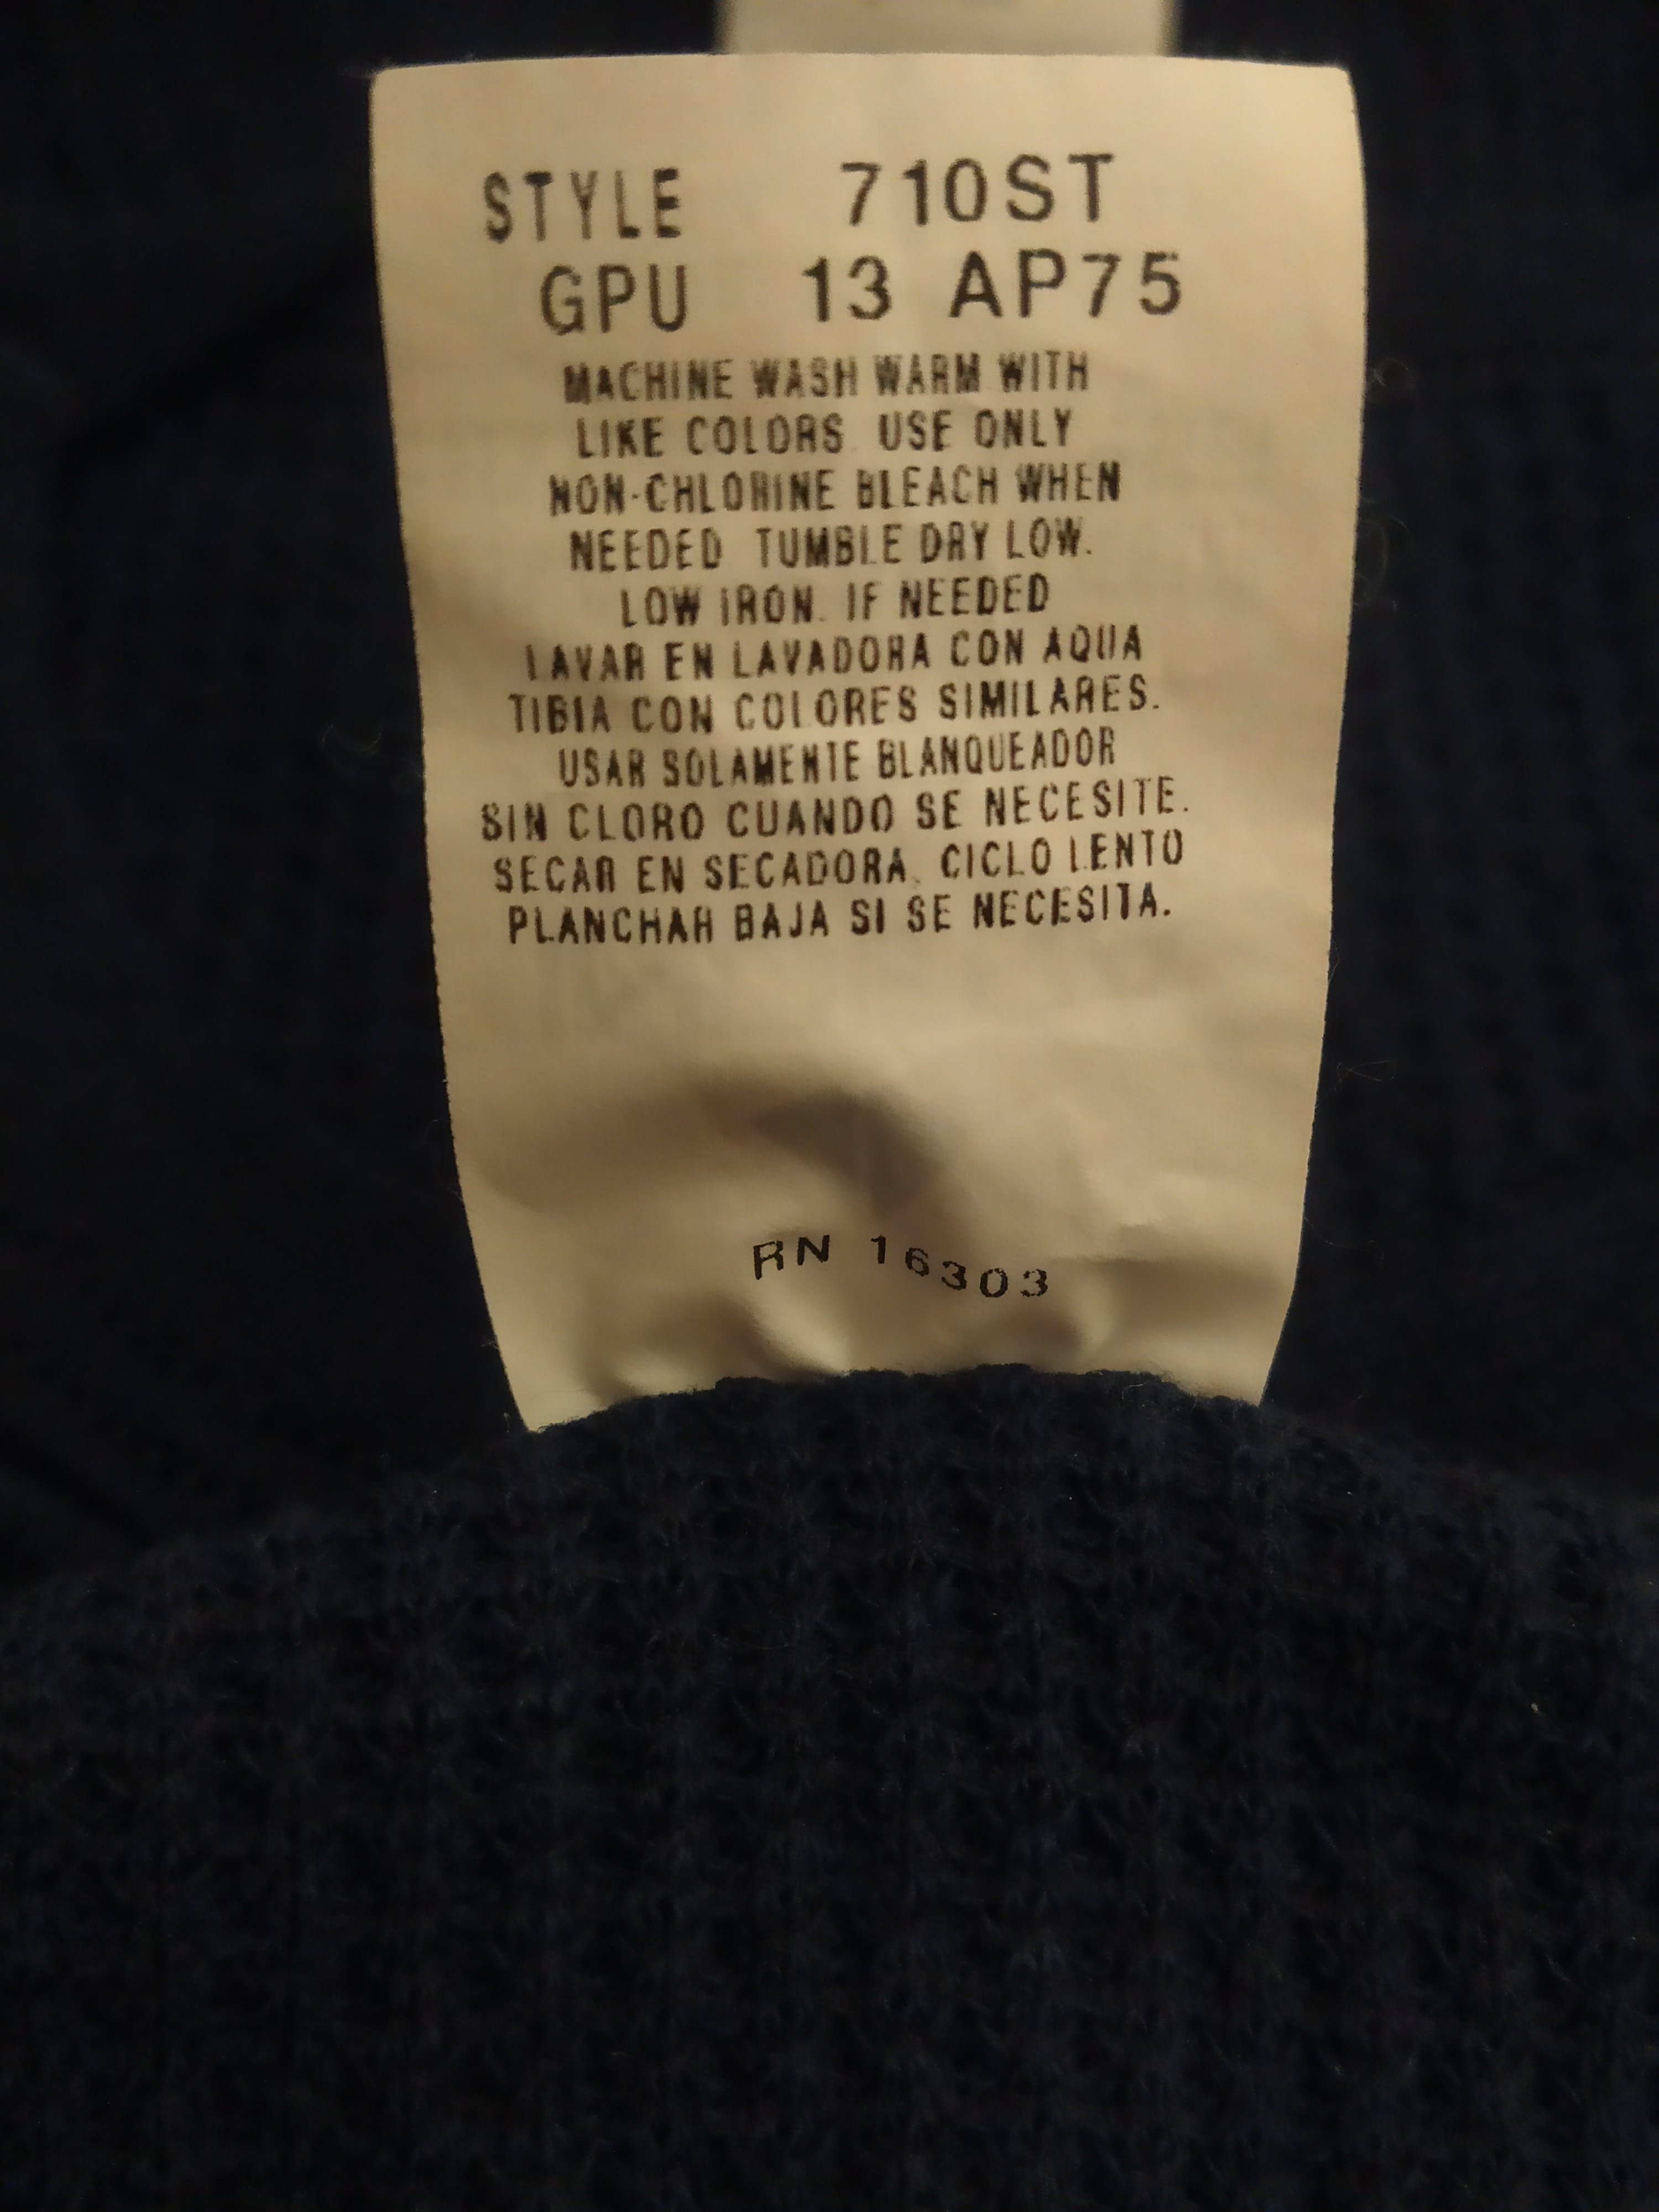 STYLE 710ST
GPU 13 AP75
MACHINE WASH WARM WITH
LIKE COLORS. USE ONLY
NON-CHLORINE BLEACH WHEN
NEEDED TUMBLE DRY LOW.
LOW IRON. IF NEEDED
LAVAR EN LAVADORA CON AQUA
TIBIA CON COLORES SIMILARES.
USAR SOLAMENTE BLANQUEADOR
SIN CLORO CUANDO SE NECESITE.
SECAR EN SECADORA. CICLO LENTO
PLANCHAR BAJA SI SE NECESITA.
RN 16303